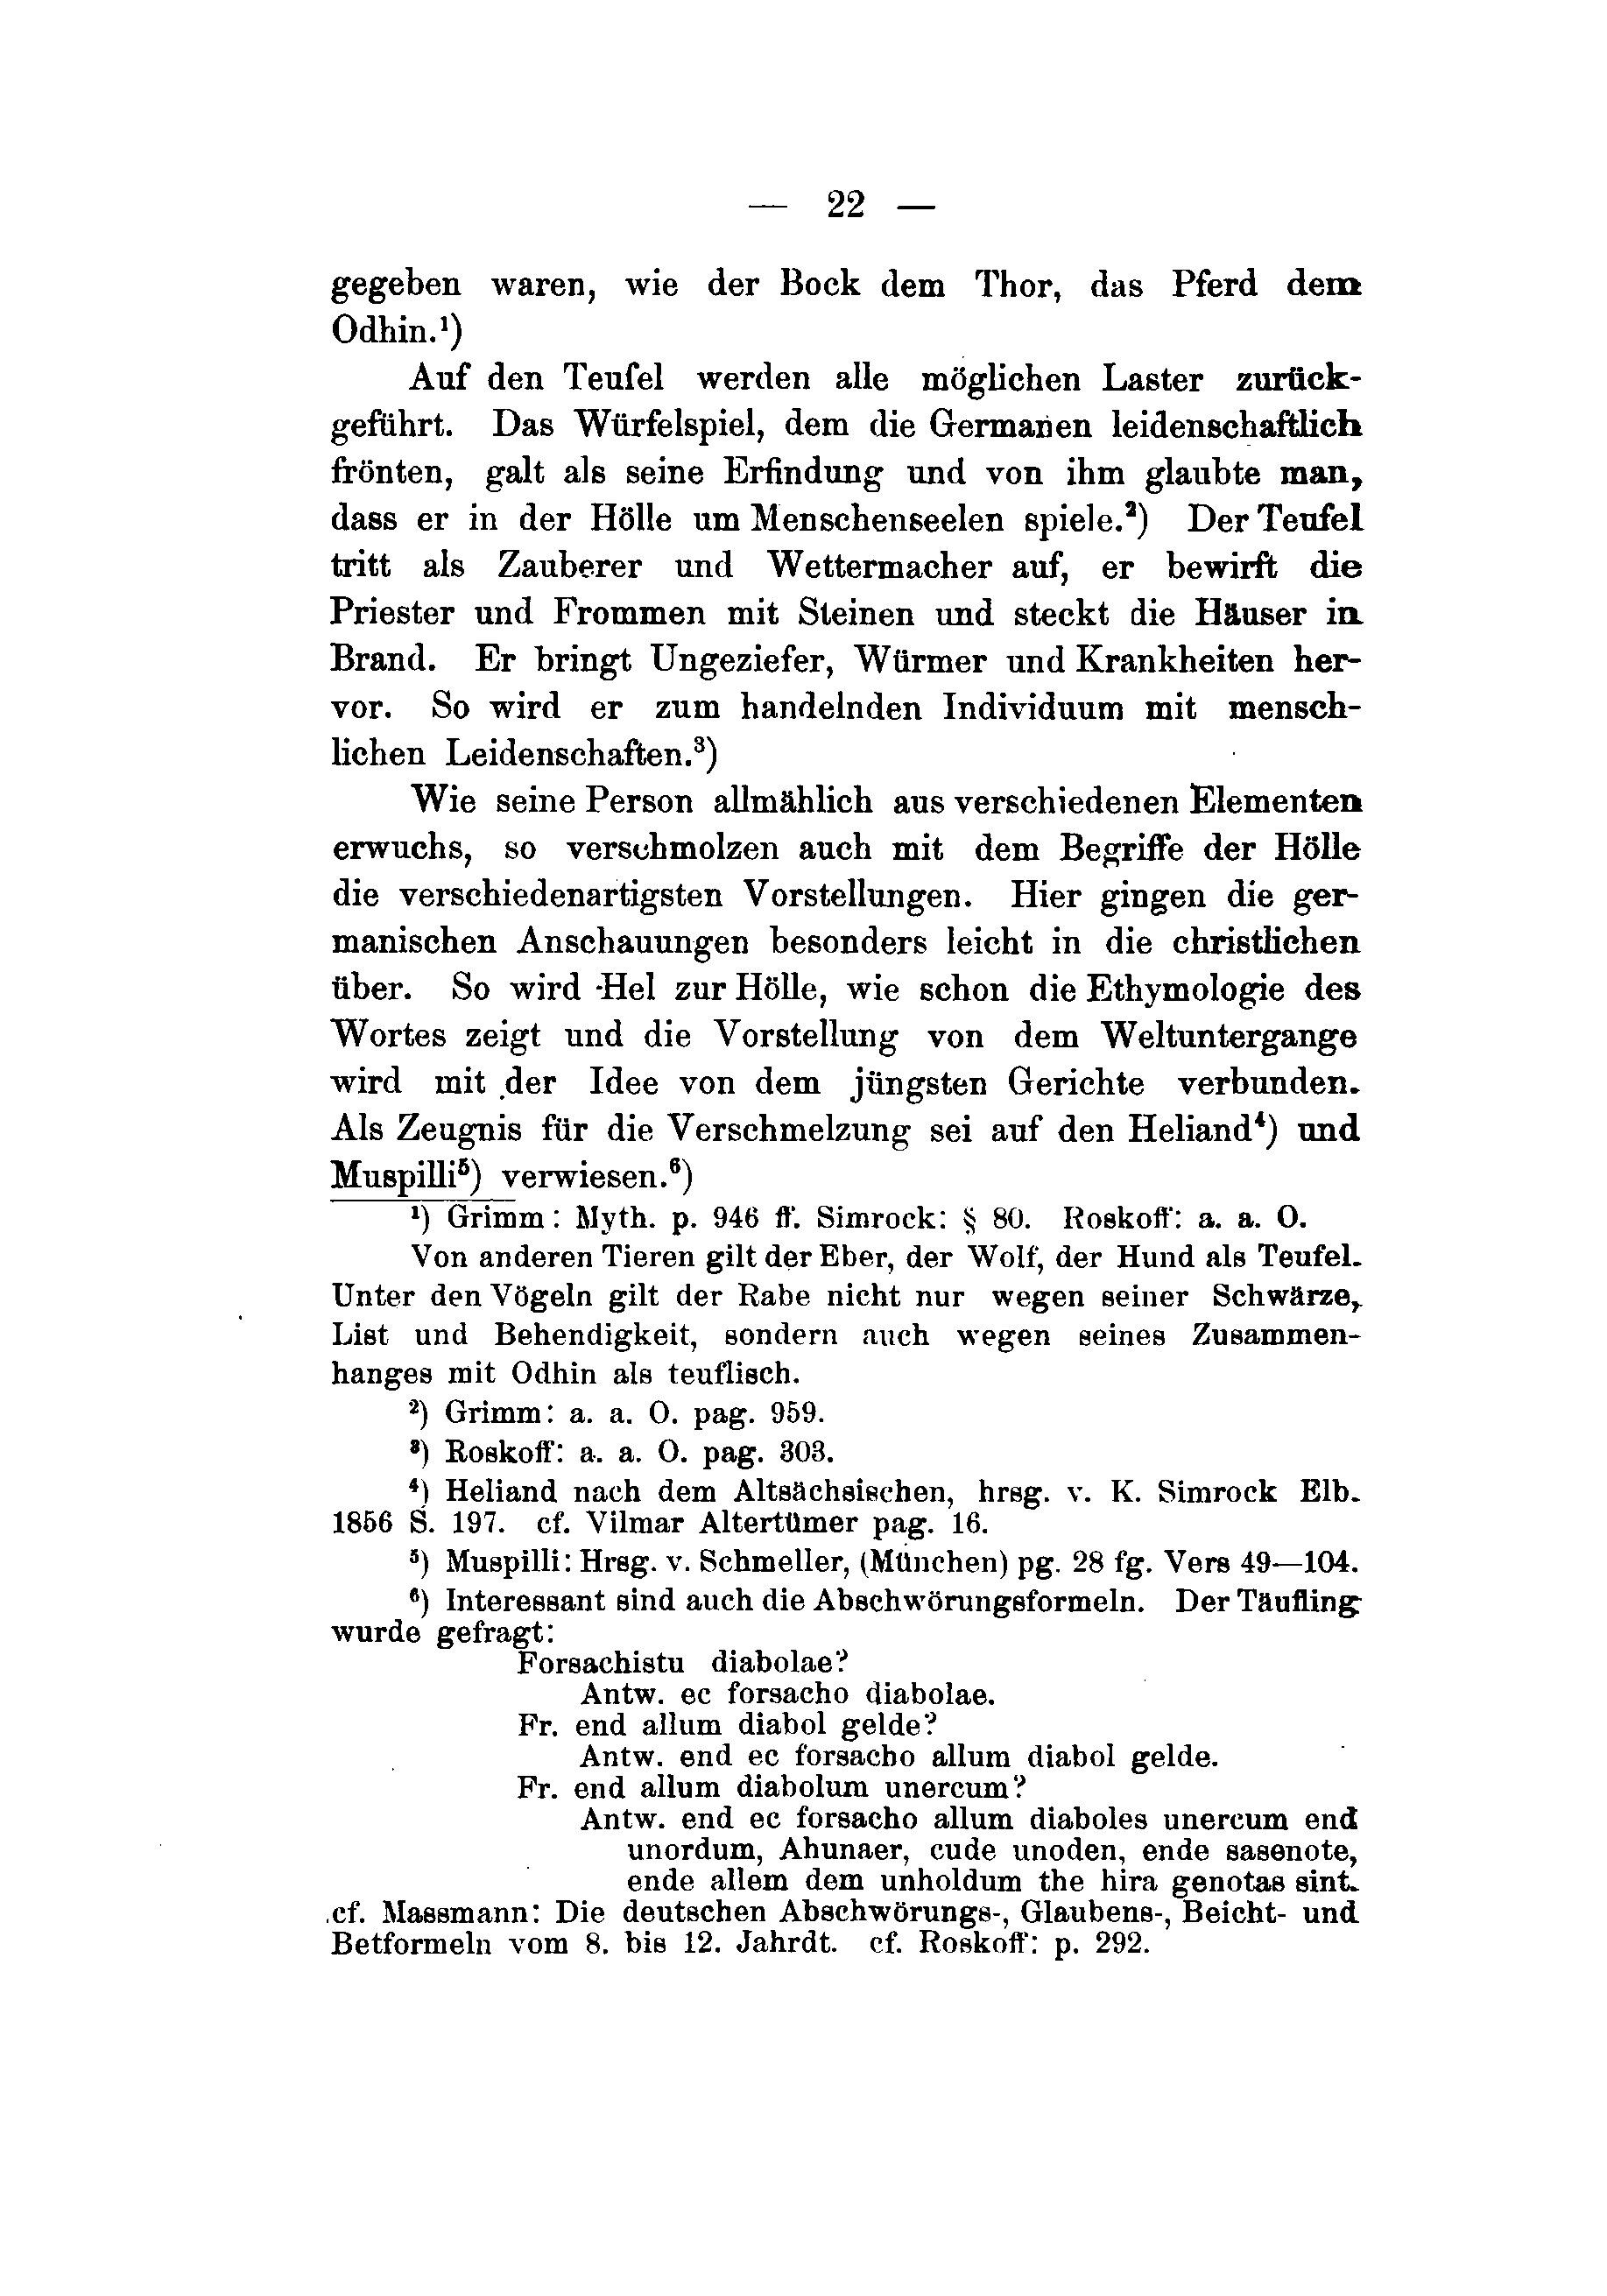 — 22 —
gegeben waren, wie der Bock dem Thor, das Pferd dem
Odhin.¹)
Auf den Teufel werden alle möglichen Laster zurück-
geführt. Das Würfelspiel, dem die Germanen leidenschaftlich
frönten, galt als seine Erfindung und von ihm glaubte man,
dass er in der Hölle um Menschenseelen spiele.²) Der Teufel
tritt als Zauberer und Wettermacher auf, er bewirft die
Priester und Frommen mit Steinen und steckt die Häuser in
Brand. Er bringt Ungeziefer, Würmer und Krankheiten her-
vor. So wird er zum handelnden Individuum mit mensch-
lichen Leidenschaften.³)
Wie seine Person allmählich aus verschiedenen Elementen
erwuchs, so verschmolzen auch mit dem Begriffe der Hölle
die verschiedenartigsten Vorstellungen. Hier gingen die ger-
manischen Anschauungen besonders leicht in die christlichen
über. So wird Hel zur Hölle, wie schon die Ethymologie des
Wortes zeigt und die Vorstellung von dem Weltuntergange
wird mit der Idee von dem jüngsten Gerichte verbunden.
Als Zeugnis für die Verschmelzung sei auf den Heliand⁴) und
Muspilli⁵) verwiesen.⁶)
¹) Grimm: Myth. p. 946 ff. Simrock: § 80. Roskoff: a. a. O.
Von anderen Tieren gilt der Eber, der Wolf, der Hund als Teufel.
Unter den Vögeln gilt der Rabe nicht nur wegen seiner Schwärze,
List und Behendigkeit, sondern auch wegen seines Zusammen-
hanges mit Odhin als teuflisch.
²) Grimm: a. a. O. pag. 959.
³) Roskoff: a. a. O. pag. 303.
⁴) Heliand nach dem Altsächsischen, hrsg. v. K. Simrock Elb.
1856 S. 197. cf. Vilmar Altertümer pag. 16.
⁵) Muspilli: Hrsg. v. Schmeller, (München) pg. 28 fg. Vers 49—104.
⁶) Interessant sind auch die Abschwörungsformeln. Der Täufling
wurde gefragt:
Forsachistu diabolae?
Antw. ec forsacho diabolae.
Fr. end allum diabol gelde?
Antw. end ec forsacho allum diabol gelde.
Fr. end allum diabolum unercum?
Antw. end ec forsacho allum diaboles unercum end
unordum, Ahunaer, cude unoden, ende sasenote,
ende allem dem unholdum the hira genotas sint.
cf. Massmann: Die deutschen Abschwörungs-, Glaubens-, Beicht- und
Betformeln vom 8. bis 12. Jahrdt. cf. Roskoff: p. 292.